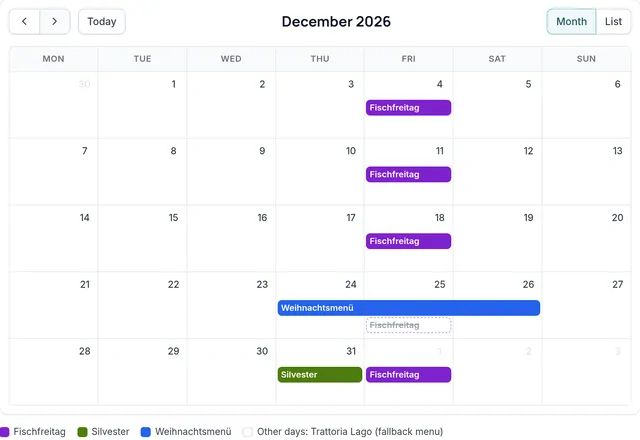 Today
December 2026
Month
List
MON TUE WED THU FRI SAT SUN
30 1 2 3 4 5 6
Fischfreitag
7 8 9 10 11 12 13
Fischfreitag
14 15 16 17 18 19 20
Fischfreitag
21 22 23 24 25 26 27
Weihnachtsmenü
Fischfreitag
28 29 30 31 1 2 3
Silvester Fischfreitag
Fischfreitag Silvester Weihnachtsmenü Other days: Trattoria Lago (fallback menu)